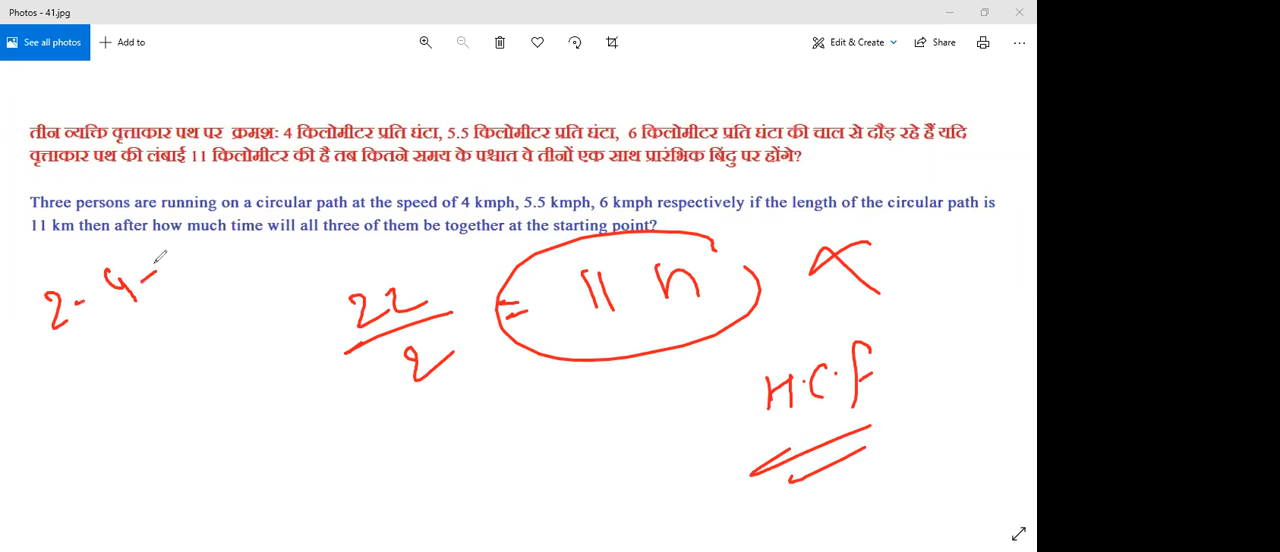 Photos - 41.jpg
See all photos
Add to
Edit & Create
Share
तीन व्यक्ति वृत्ताकार पथ पर क्रमश: 4 किलोमीटर प्रति घंटा, 5.5 किलोमीटर प्रति घंटा, 6 किलोमीटर प्रति घंटा की चाल से दौड़ रहे हैं यदि
वृत्ताकार पथ की लंबाई 11 किलोमीटर की है तब कितने समय के पश्चात वे तीनों एक साथ प्रारंभिक बिंदु पर होंगे?
Three persons are running on a circular path at the speed of 4 kmph, 5.5 kmph, 6 kmph respectively if the length of the circular path is
11 km then after how much time will all three of them be together at the starting point?
2- 4-
22
2
= 11 h
H.C.F